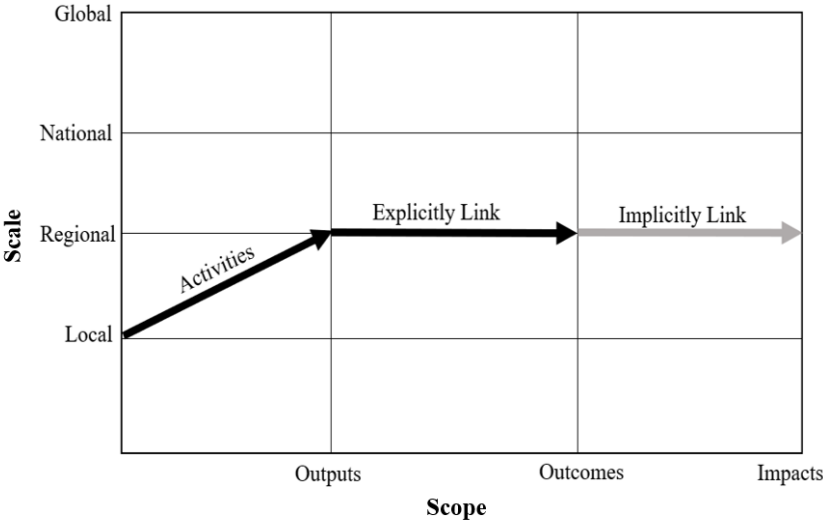 Global
National
Explicitly Link
Implicitly Link
Scale
Regional
Activities
Local
Outputs
Outcomes
Impacts
Scope